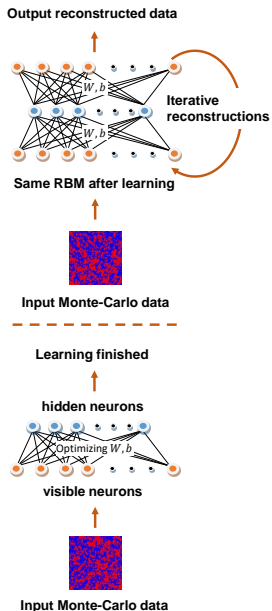 Output reconstructed data
W, b
Iterative
reconstructions
W, b
Same RBM after learning
Input Monte-Carlo data
Learning finished
hidden neurons
Optimizing W, b
visible neurons
Input Monte-Carlo data